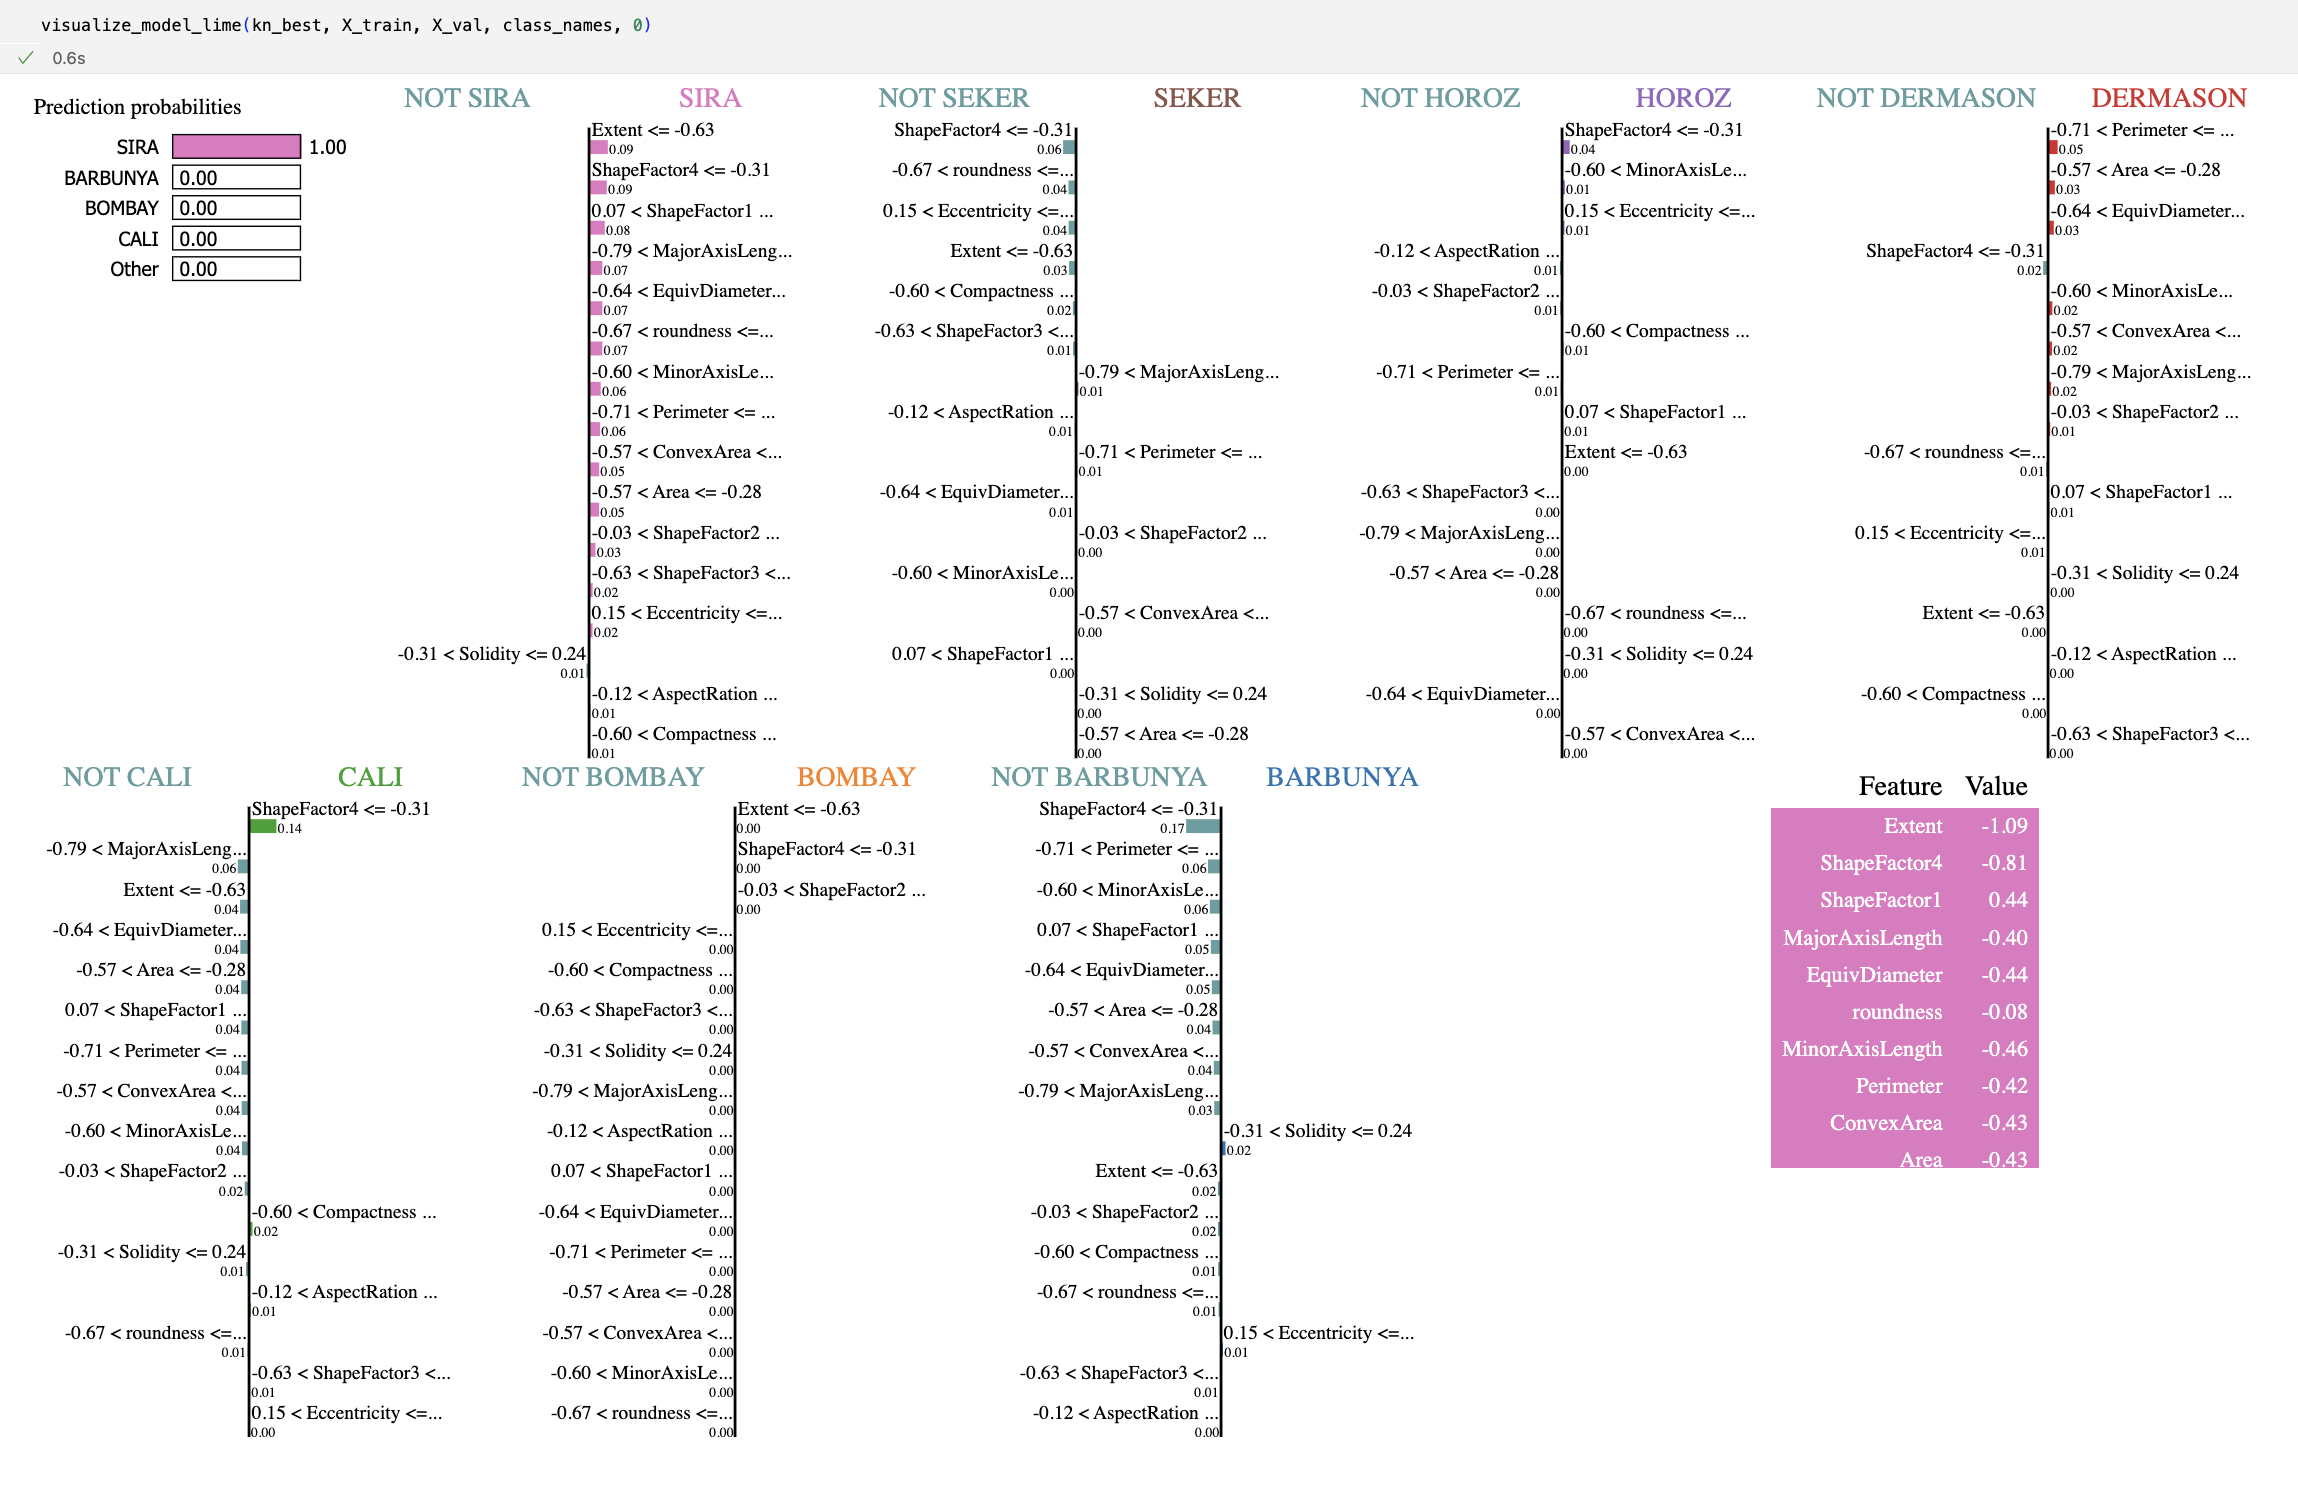 visualize_model_lime(kn_best, X_train, X_val, class_names, 0)
0.6s
Prediction probabilities
SIRA 1.00
BARBUNYA 0.00
BOMBAY 0.00
CALI 0.00
Other 0.00
NOT SIRA SIRA
Extent <= -0.63
0.09
ShapeFactor4 <= -0.31
0.09
0.07 < ShapeFactor1 ...
0.08
-0.79 < MajorAxisLeng...
0.07
-0.64 < EquivDiameter...
0.07
-0.67 < roundness <=...
0.07
-0.60 < MinorAxisLe...
0.06
-0.71 < Perimeter <= ...
0.06
-0.57 < ConvexArea <...
0.05
-0.57 < Area <= -0.28
0.05
-0.03 < ShapeFactor2 ...
0.03
-0.63 < ShapeFactor3 <...
0.02
0.15 < Eccentricity <=...
0.02
-0.31 < Solidity <= 0.24
0.01
-0.12 < AspectRation ...
0.01
-0.60 < Compactness ...
0.01
NOT SEKER SEKER
ShapeFactor4 <= -0.31
0.06
-0.67 < roundness <=...
0.04
0.15 < Eccentricity <=...
0.04
Extent <= -0.63
0.03
-0.60 < Compactness ...
0.02
-0.63 < ShapeFactor3 <...
0.01
-0.79 < MajorAxisLeng...
0.01
-0.12 < AspectRation ...
0.01
-0.71 < Perimeter <= ...
0.01
-0.64 < EquivDiameter...
0.01
-0.03 < ShapeFactor2 ...
0.00
-0.60 < MinorAxisLe...
0.00
-0.57 < ConvexArea <...
0.00
0.07 < ShapeFactor1 ...
0.00
-0.31 < Solidity <= 0.24
0.00
-0.57 < Area <= -0.28
0.00
NOT HOROZ HOROZ
ShapeFactor4 <= -0.31
0.04
-0.60 < MinorAxisLe...
0.01
0.15 < Eccentricity <=...
0.01
-0.12 < AspectRation ...
0.01
-0.03 < ShapeFactor2 ...
0.01
-0.60 < Compactness ...
0.01
-0.71 < Perimeter <= ...
0.01
0.07 < ShapeFactor1 ...
0.01
Extent <= -0.63
0.00
-0.63 < ShapeFactor3 <...
0.00
-0.79 < MajorAxisLeng...
0.00
-0.57 < Area <= -0.28
0.00
-0.67 < roundness <=...
0.00
-0.31 < Solidity <= 0.24
0.00
-0.64 < EquivDiameter...
0.00
-0.57 < ConvexArea <...
0.00
NOT DERMASON DERMASON
-0.71 < Perimeter <= ...
0.05
-0.57 < Area <= -0.28
0.03
-0.64 < EquivDiameter...
0.03
ShapeFactor4 <= -0.31
0.02
-0.60 < MinorAxisLe...
0.02
-0.57 < ConvexArea <...
0.02
-0.79 < MajorAxisLeng...
0.02
-0.03 < ShapeFactor2 ...
0.01
-0.67 < roundness <=...
0.01
0.07 < ShapeFactor1 ...
0.01
0.15 < Eccentricity <=...
0.01
-0.31 < Solidity <= 0.24
0.00
Extent <= -0.63
0.00
-0.12 < AspectRation ...
0.00
-0.60 < Compactness ...
0.00
-0.63 < ShapeFactor3 <...
0.00
NOT CALI CALI
ShapeFactor4 <= -0.31
0.14
-0.79 < MajorAxisLeng...
0.06
Extent <= -0.63
0.04
-0.64 < EquivDiameter...
0.04
-0.57 < Area <= -0.28
0.04
0.07 < ShapeFactor1 ...
0.04
-0.71 < Perimeter <= ...
0.04
-0.57 < ConvexArea <...
0.04
-0.60 < MinorAxisLe...
0.04
-0.03 < ShapeFactor2 ...
0.02
-0.60 < Compactness ...
0.02
-0.31 < Solidity <= 0.24
0.01
-0.12 < AspectRation ...
0.01
-0.67 < roundness <=...
0.01
-0.63 < ShapeFactor3 <...
0.01
0.15 < Eccentricity <=...
0.00
NOT BOMBAY BOMBAY
Extent <= -0.63
0.00
ShapeFactor4 <= -0.31
0.00
-0.03 < ShapeFactor2 ...
0.00
0.15 < Eccentricity <=...
0.00
-0.60 < Compactness ...
0.00
-0.63 < ShapeFactor3 <...
0.00
-0.31 < Solidity <= 0.24
0.00
-0.79 < MajorAxisLeng...
0.00
-0.12 < AspectRation ...
0.00
0.07 < ShapeFactor1 ...
0.00
-0.64 < EquivDiameter...
0.00
-0.71 < Perimeter <= ...
0.00
-0.57 < Area <= -0.28
0.00
-0.57 < ConvexArea <...
0.00
-0.60 < MinorAxisLe...
0.00
-0.67 < roundness <=...
0.00
NOT BARBUNYA BARBUNYA
ShapeFactor4 <= -0.31
0.17
-0.71 < Perimeter <= ...
0.06
-0.60 < MinorAxisLe...
0.06
0.07 < ShapeFactor1 ...
0.05
-0.64 < EquivDiameter...
0.05
-0.57 < Area <= -0.28
0.04
-0.57 < ConvexArea <...
0.04
-0.79 < MajorAxisLeng...
0.03
-0.31 < Solidity <= 0.24
0.02
Extent <= -0.63
0.02
-0.03 < ShapeFactor2 ...
0.02
-0.60 < Compactness ...
0.01
-0.67 < roundness <=...
0.01
0.15 < Eccentricity <=...
0.01
-0.63 < ShapeFactor3 <...
0.01
-0.12 < AspectRation ...
0.00
Feature Value
Extent -1.09
ShapeFactor4 -0.81
ShapeFactor1 0.44
MajorAxisLength -0.40
EquivDiameter -0.44
roundness -0.08
MinorAxisLength -0.46
Perimeter -0.42
ConvexArea -0.43
Area -0.43